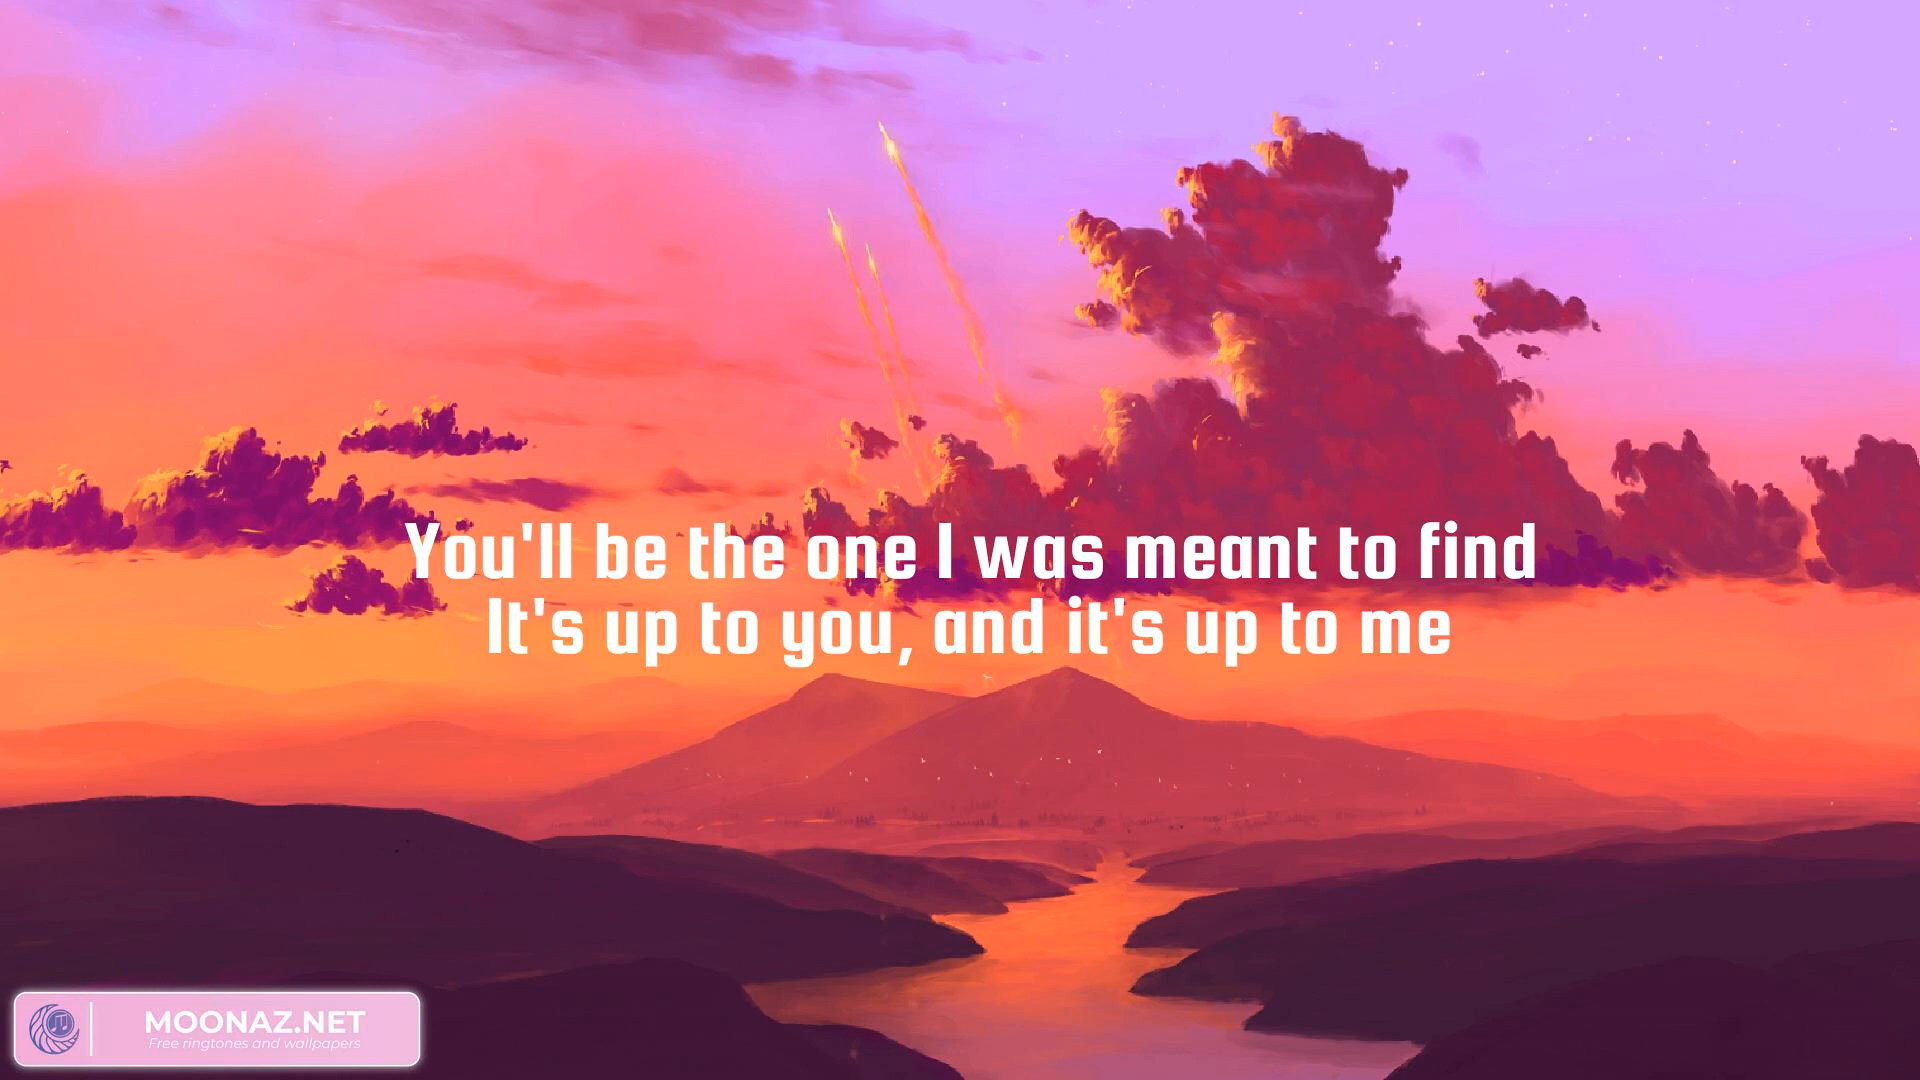 You'll be the one I was meant to find
It's up to you, and it's up to me
MOONAZ.NET
Free ringtones and wallpapers